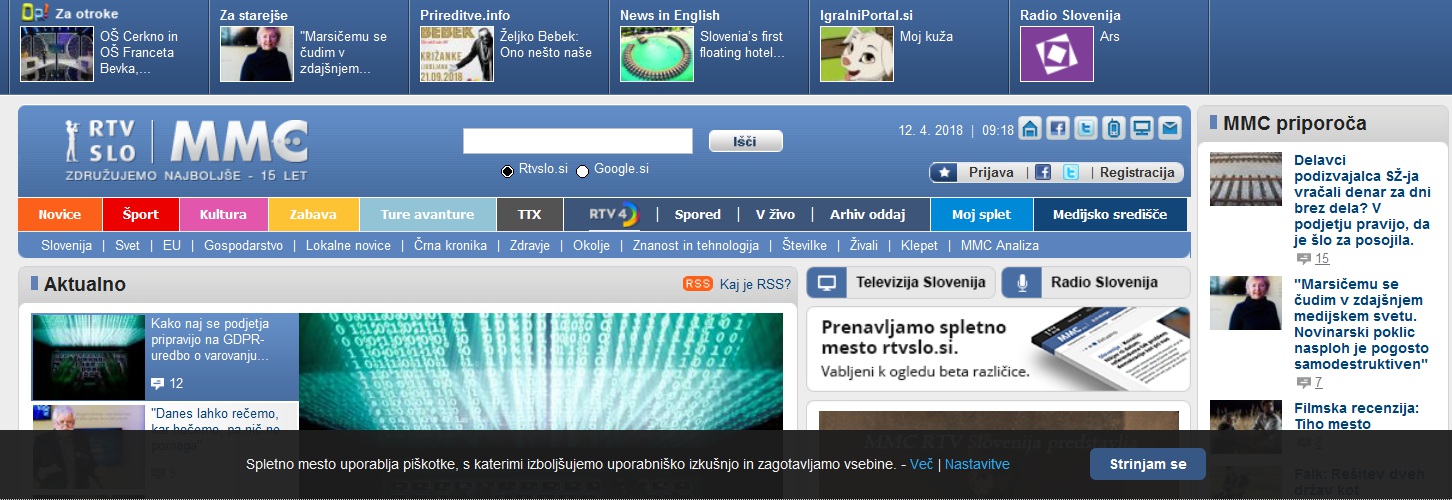 Op! Za otroke
OŠ Cerkno in
OŠ Franceta
Bevka,...
Za starejše
"Marsičemu se
čudim v
zdajšnjem...
Prireditve.info
BEBEK
KRIŽANKE
LJUBLJANA
21.09.2018
Željko Bebek:
Ono nešto naše
News in English
Slovenia's first
floating hotel...
IgralniPortal.si
Moj kuža
Radio Slovenija
Ars
RTV
SLO
MMC
ZDRUŽUJEMO NAJBOLJŠE - 15 LET
Išči
Rtvslo.si Google.si
12. 4. 2018 | 09:18
Prijava | | Registracija
Novice Šport Kultura Zabava Ture avanture TTX RTV 4 | Spored | V živo | Arhiv oddaj Moj splet Medijsko središče
Slovenija | Svet | EU | Gospodarstvo | Lokalne novice | Črna kronika | Zdravje | Okolje | Znanost in tehnologija | Številke | Živali | Klepet | MMC Analiza
Aktualno
RSS Kaj je RSS?
Kako naj se podjetja
pripravijo na GDPR-
uredbo o varovanju...
12
"Danes lahko rečemo,
kar hočemo, pa nič ne
pomaga"
Televizija Slovenija
Radio Slovenija
Prenavljamo spletno
mesto rtvslo.si.
Vabljeni k ogledu beta različice.
MMC RTV Slovenija predstavlja
MMC priporoča
Delavci
podizvajalca SŽ-ja
vračali denar za dni
brez dela? V
podjetju pravijo, da
je šlo za posojila.
15
"Marsičemu se
čudim v zdajšnjem
medijskem svetu.
Novinarski poklic
nasploh je pogosto
samodestruktiven"
7
Filmska recenzija:
Tiho mesto
Falk: Rešitev dveh
držav kot
Spletno mesto uporablja piškotke, s katerimi izboljšujemo uporabniško izkušnjo in zagotavljamo vsebine. - Več | Nastavitve
Strinjam se